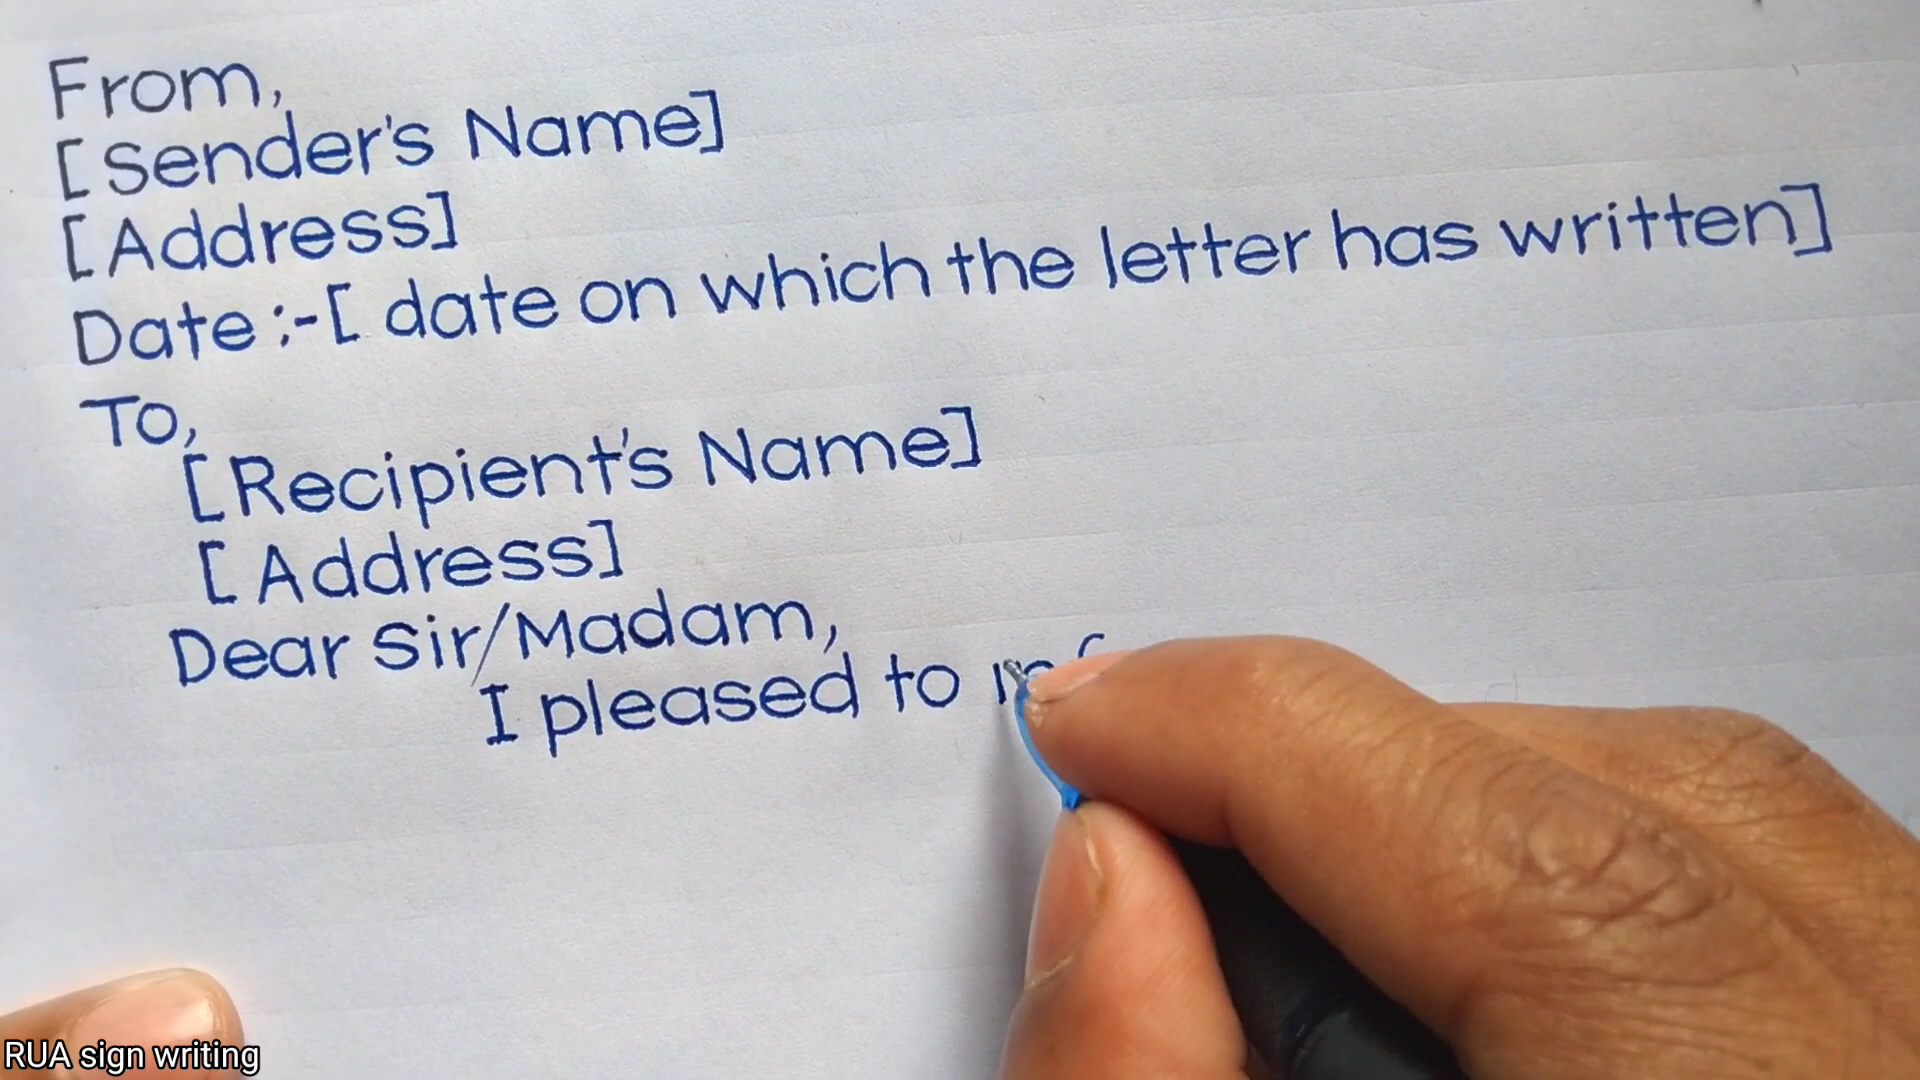 From,
[Sender's Name]
[Address]
Date :-[ date on which the letter has written]
To,
[Recipient's Name]
[Address]
Dear Sir/Madam,
I pleased to
RUA sign writing